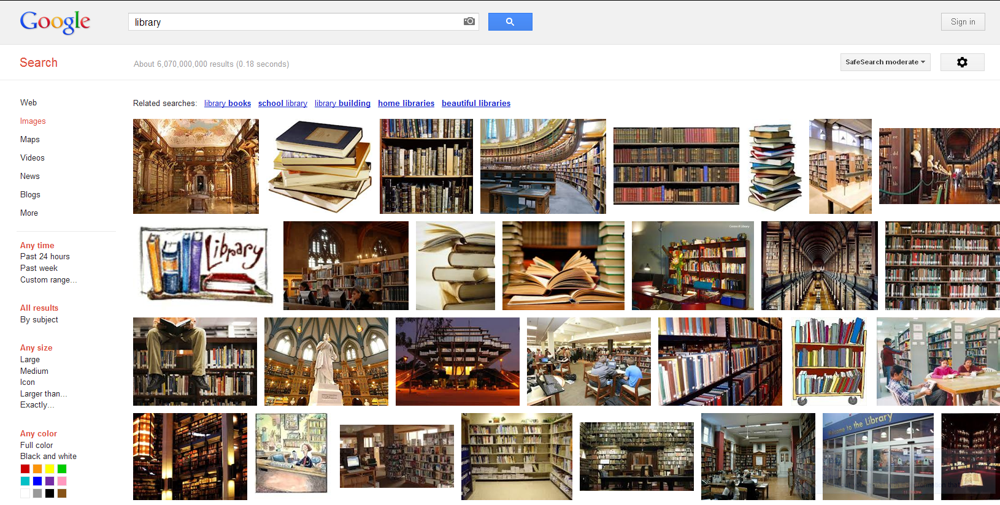 Google
library
Sign in
Search
About 6,070,000,000 results (0.18 seconds)
SafeSearch moderate
Web
Images
Maps
Videos
News
Blogs
More
Any time
Past 24 hours
Past week
Custom range...
All results
By subject
Any size
Large
Medium
Icon
Larger than...
Exactly...
Any color
Full color
Black and white
Related searches: library books school library library building home libraries beautiful libraries
Library
Welcome to the Library